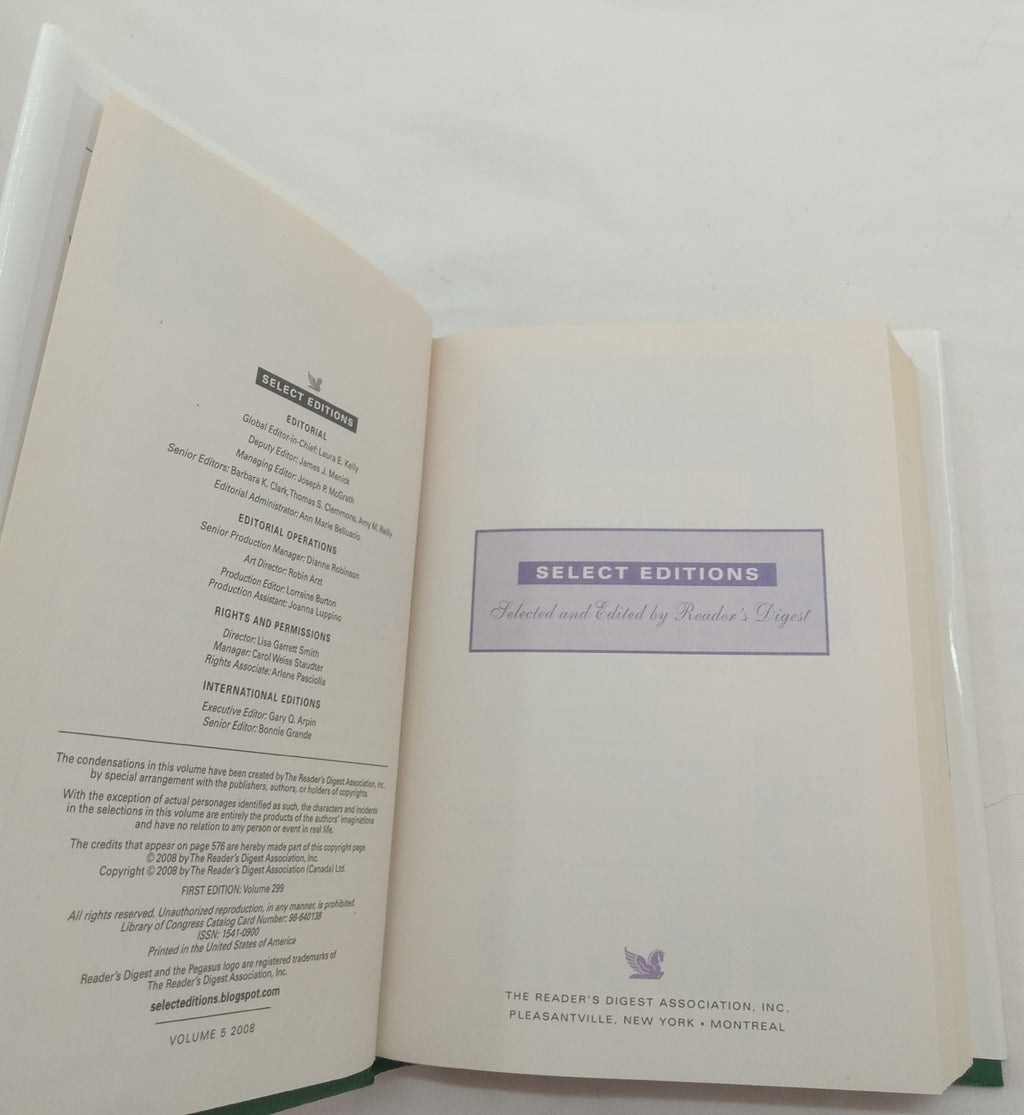 SELECT EDITIONS
EDITORIAL
Global Editor-in-Chief: Laura E. Kelly
Deputy Editor: James J. Menick
Managing Editor: Joseph P. McGrath
Senior Editors: Barbara K. Clark, Thomas S. Clemmons, Amy M. Reilly
Editorial Administrator: Ann Marie Belluscio
EDITORIAL OPERATIONS
Senior Production Manager: Dianne Robinson
Art Director: Robin Arzt
Production Editor: Lorraine Burton
Production Assistant: Joanna Luppino
RIGHTS AND PERMISSIONS
Director: Lisa Garrett Smith
Manager: Carol Weiss Staudter
Rights Associate: Arlene Pasciolla
INTERNATIONAL EDITIONS
Executive Editor: Gary Q. Arpin
Senior Editor: Bonnie Grande
The condensations in this volume have been created by The Reader's Digest Association, Inc.,
by special arrangement with the publishers, authors, or holders of copyrights.
With the exception of actual personages identified as such, the characters and incidents
in the selections in this volume are entirely the products of the authors' imaginations
and have no relation to any person or event in real life.
The credits that appear on page 576 are hereby made part of this copyright page.
© 2008 by The Reader's Digest Association, Inc.
Copyright © 2008 by The Reader's Digest Association (Canada) Ltd.
FIRST EDITION: Volume 299
All rights reserved. Unauthorized reproduction, in any manner, is prohibited.
Library of Congress Catalog Card Number: 98-640138
ISSN: 1541-0900
Printed in the United States of America
Reader's Digest and the Pegasus logo are registered trademarks of
The Reader's Digest Association, Inc.
selecteditions.blogspot.com
VOLUME 5 2008
SELECT EDITIONS
Selected and Edited by Reader's Digest
THE READER'S DIGEST ASSOCIATION, INC.
PLEASANTVILLE, NEW YORK • MONTREAL